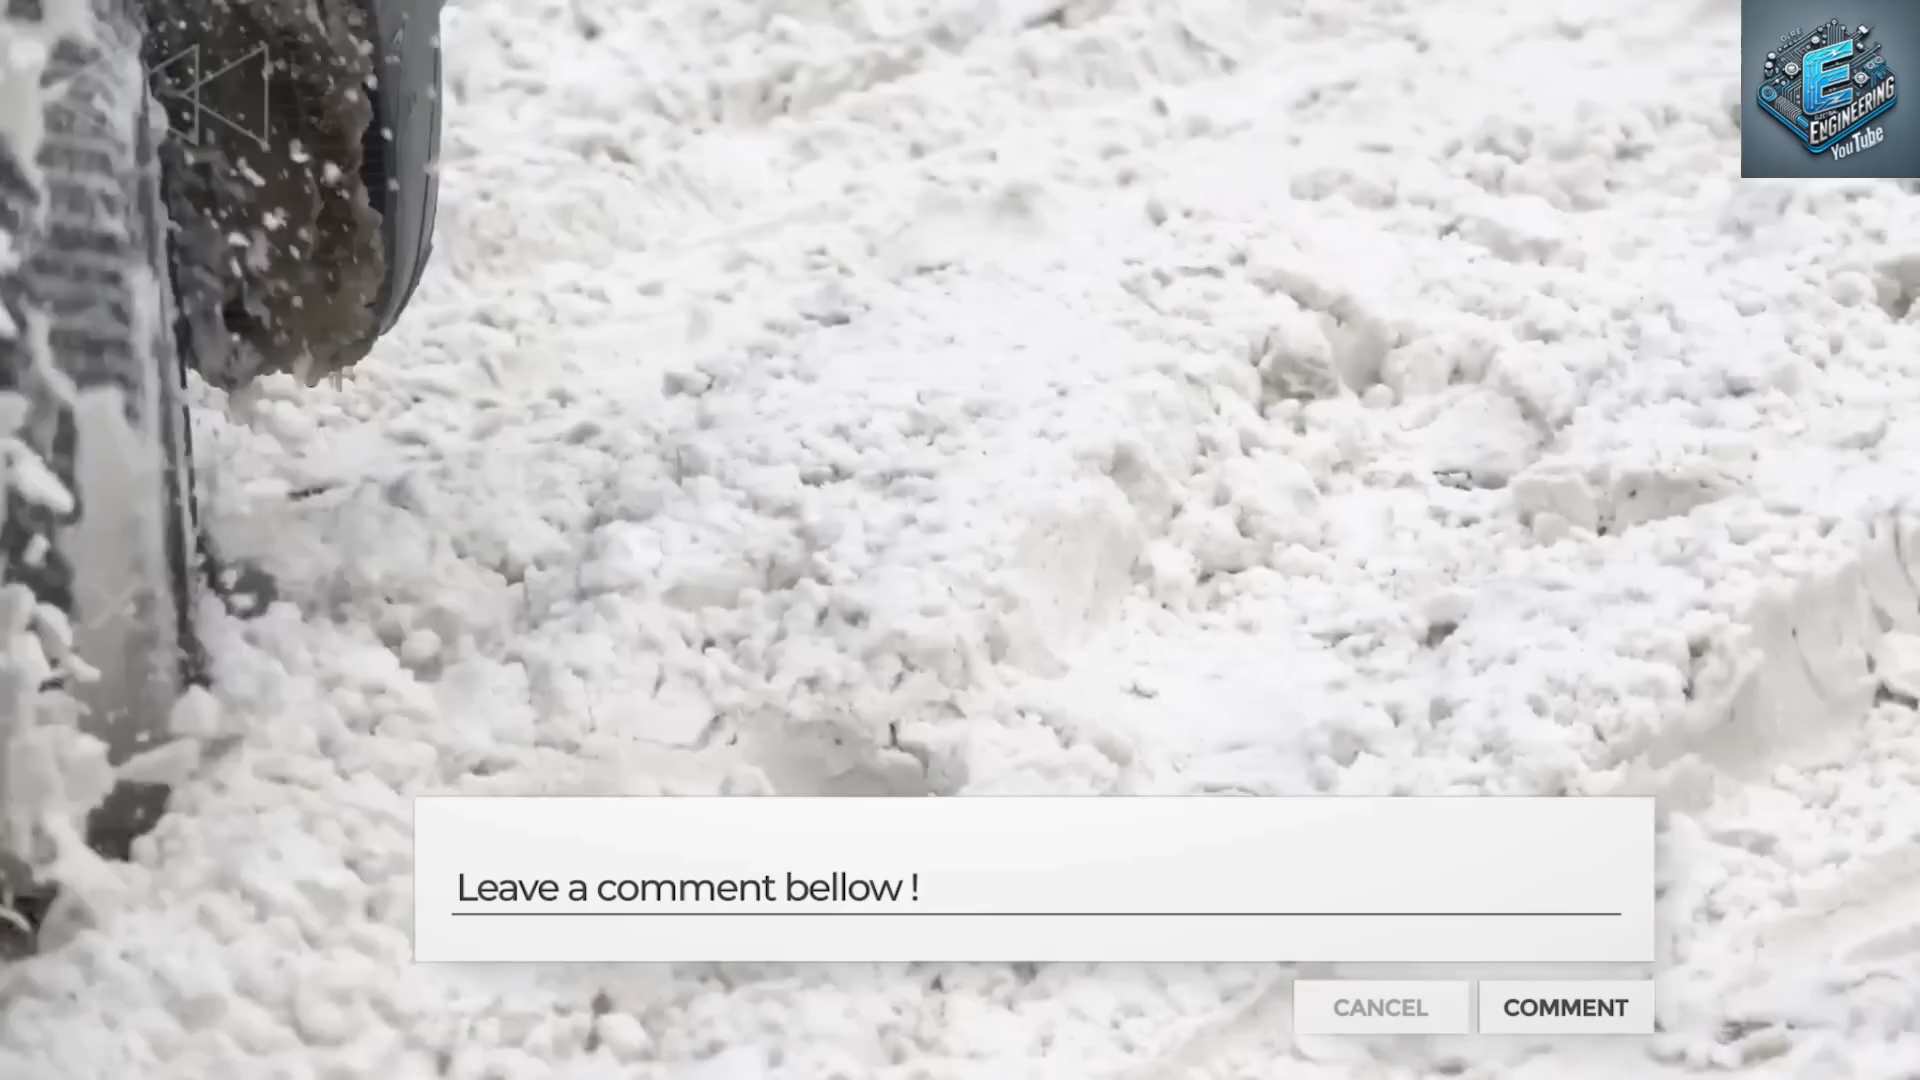 ENGINEERING
YouTube
Leave a comment bellow !
CANCEL
COMMENT